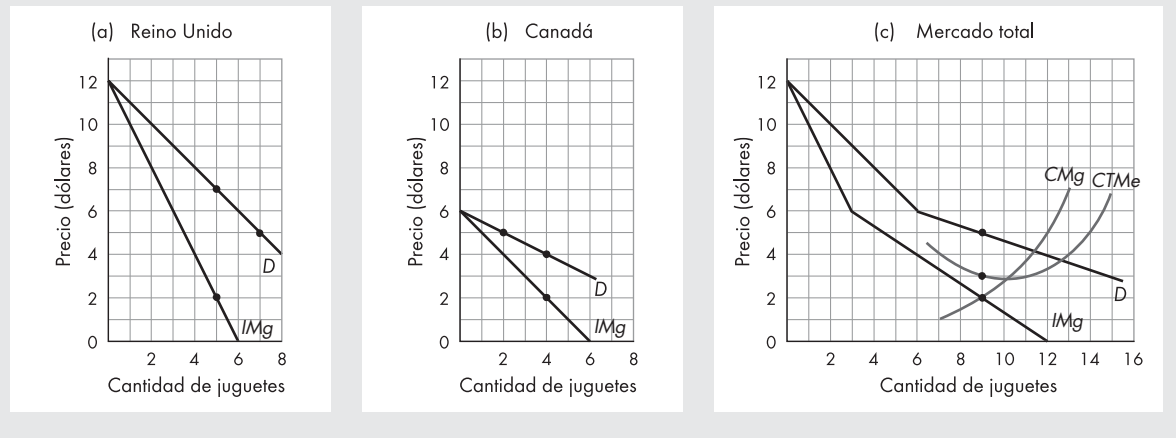 (a) Reino Unido
Precio (dólares)
12
10
8
6
4
2
0
2 4 6 8
D
IMg
Cantidad de juguetes
(b) Canadá
Precio (dólares)
12
10
8
6
4
2
0
2 4 6 8
D
IMg
Cantidad de juguetes
(c) Mercado total
Precio (dólares)
12
10
8
6
4
2
0
2 4 6 8 10 12 14 16
CMg CTMe
D
IMg
Cantidad de juguetes